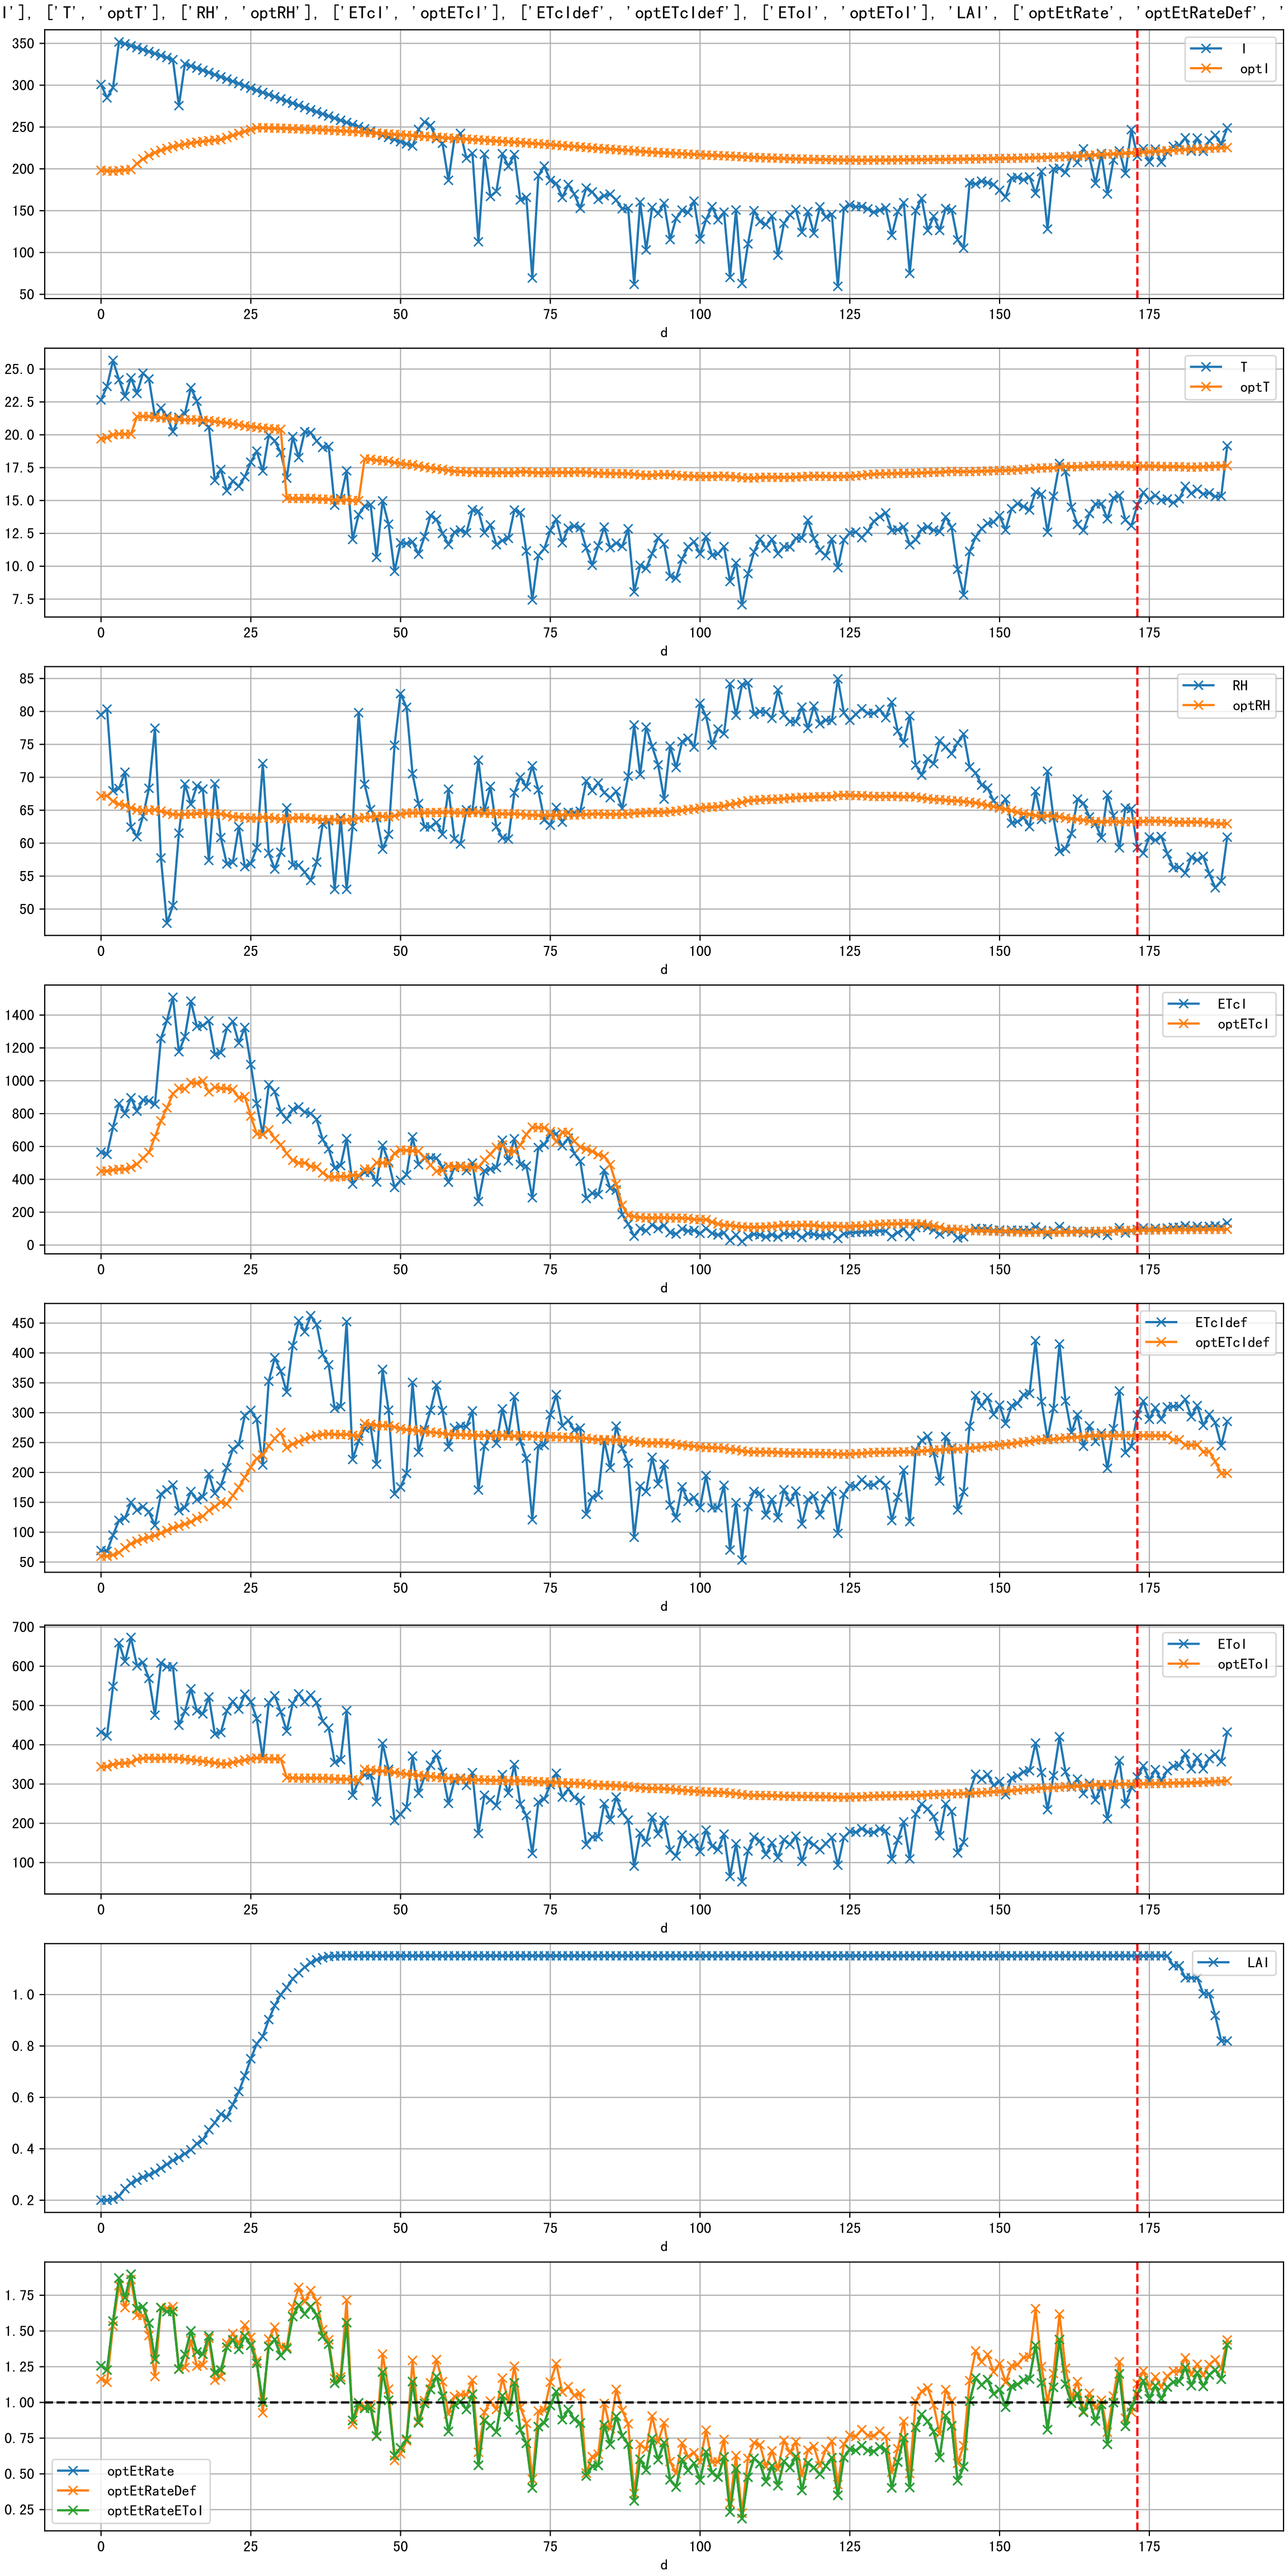 I'], ['T', 'optT'], ['RH', 'optRH'], ['ETcI', 'optETcI'], ['ETcIdef', 'optETcIdef'], ['EToI', 'optEToI'], 'LAI', ['optEtRate', 'optEtRateDef', '
350
300
250
200
150
100
50
I
optI
0 25 50 75 100 125 150 175
d
25.0
22.5
20.0
17.5
15.0
12.5
10.0
7.5
T
optT
0 25 50 75 100 125 150 175
d
85
80
75
70
65
60
55
50
RH
optRH
0 25 50 75 100 125 150 175
d
1400
1200
1000
800
600
400
200
0
ETcI
optETcI
0 25 50 75 100 125 150 175
d
450
400
350
300
250
200
150
100
50
ETcIdef
optETcIdef
0 25 50 75 100 125 150 175
d
700
600
500
400
300
200
100
EToI
optEToI
0 25 50 75 100 125 150 175
d
1.0
0.8
0.6
0.4
0.2
LAI
0 25 50 75 100 125 150 175
d
1.75
1.50
1.25
1.00
0.75
0.50
0.25
optEtRate
optEtRateDef
optEtRateEToI
0 25 50 75 100 125 150 175
d